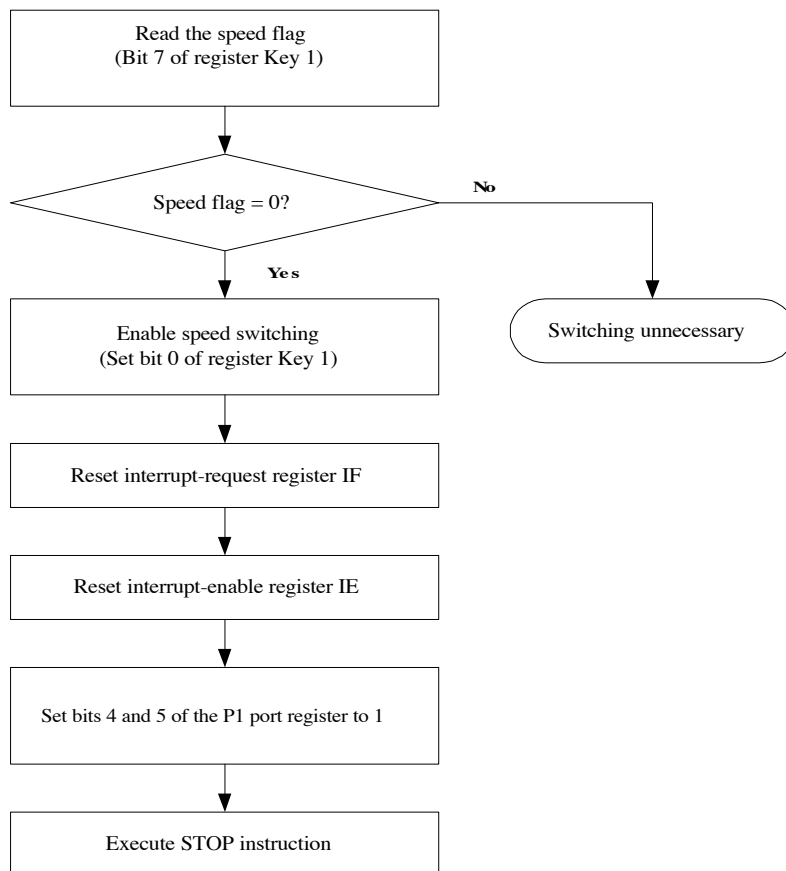 Read the speed flag
(Bit 7 of register Key 1)
Speed flag = 0?
No
Yes
Enable speed switching
(Set bit 0 of register Key 1)
Switching unnecessary
Reset interrupt-request register IF
Reset interrupt-enable register IE
Set bits 4 and 5 of the P1 port register to 1
Execute STOP instruction